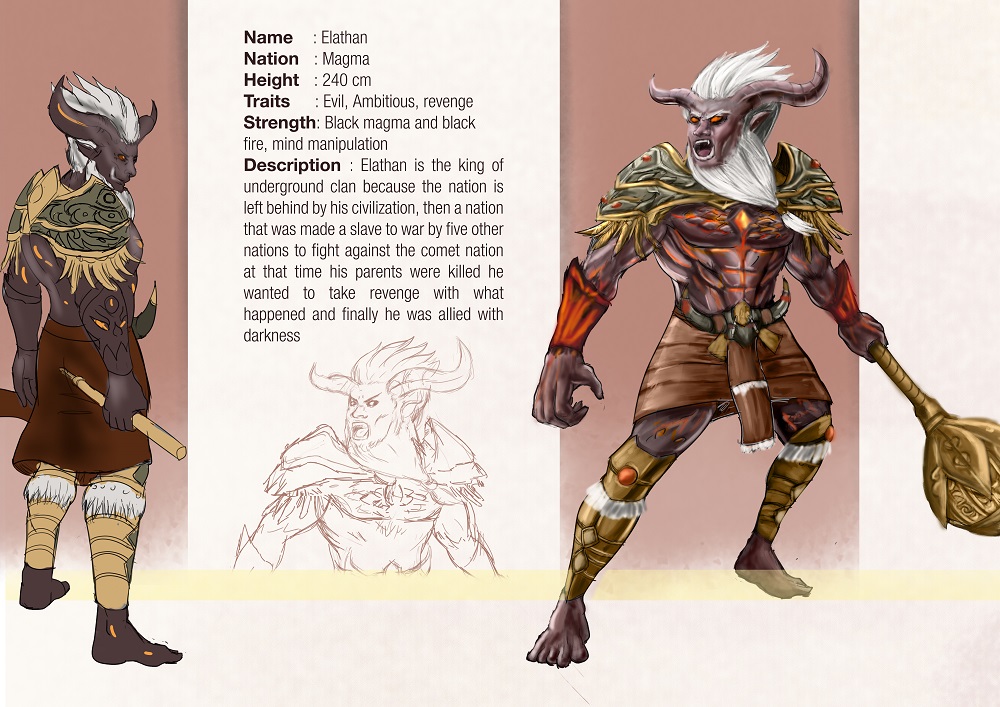 Name : Elathan
Nation : Magma
Height : 240 cm
Traits : Evil, Ambitious, revenge
Strength: Black magma and black
fire, mind manipulation
Description : Elathan is the king of
underground clan because the nation is
left behind by his civilization, then a nation
that was made a slave to war by five other
nations to fight against the comet nation
at that time his parents were killed he
wanted to take revenge with what
happened and finally he was allied with
darkness